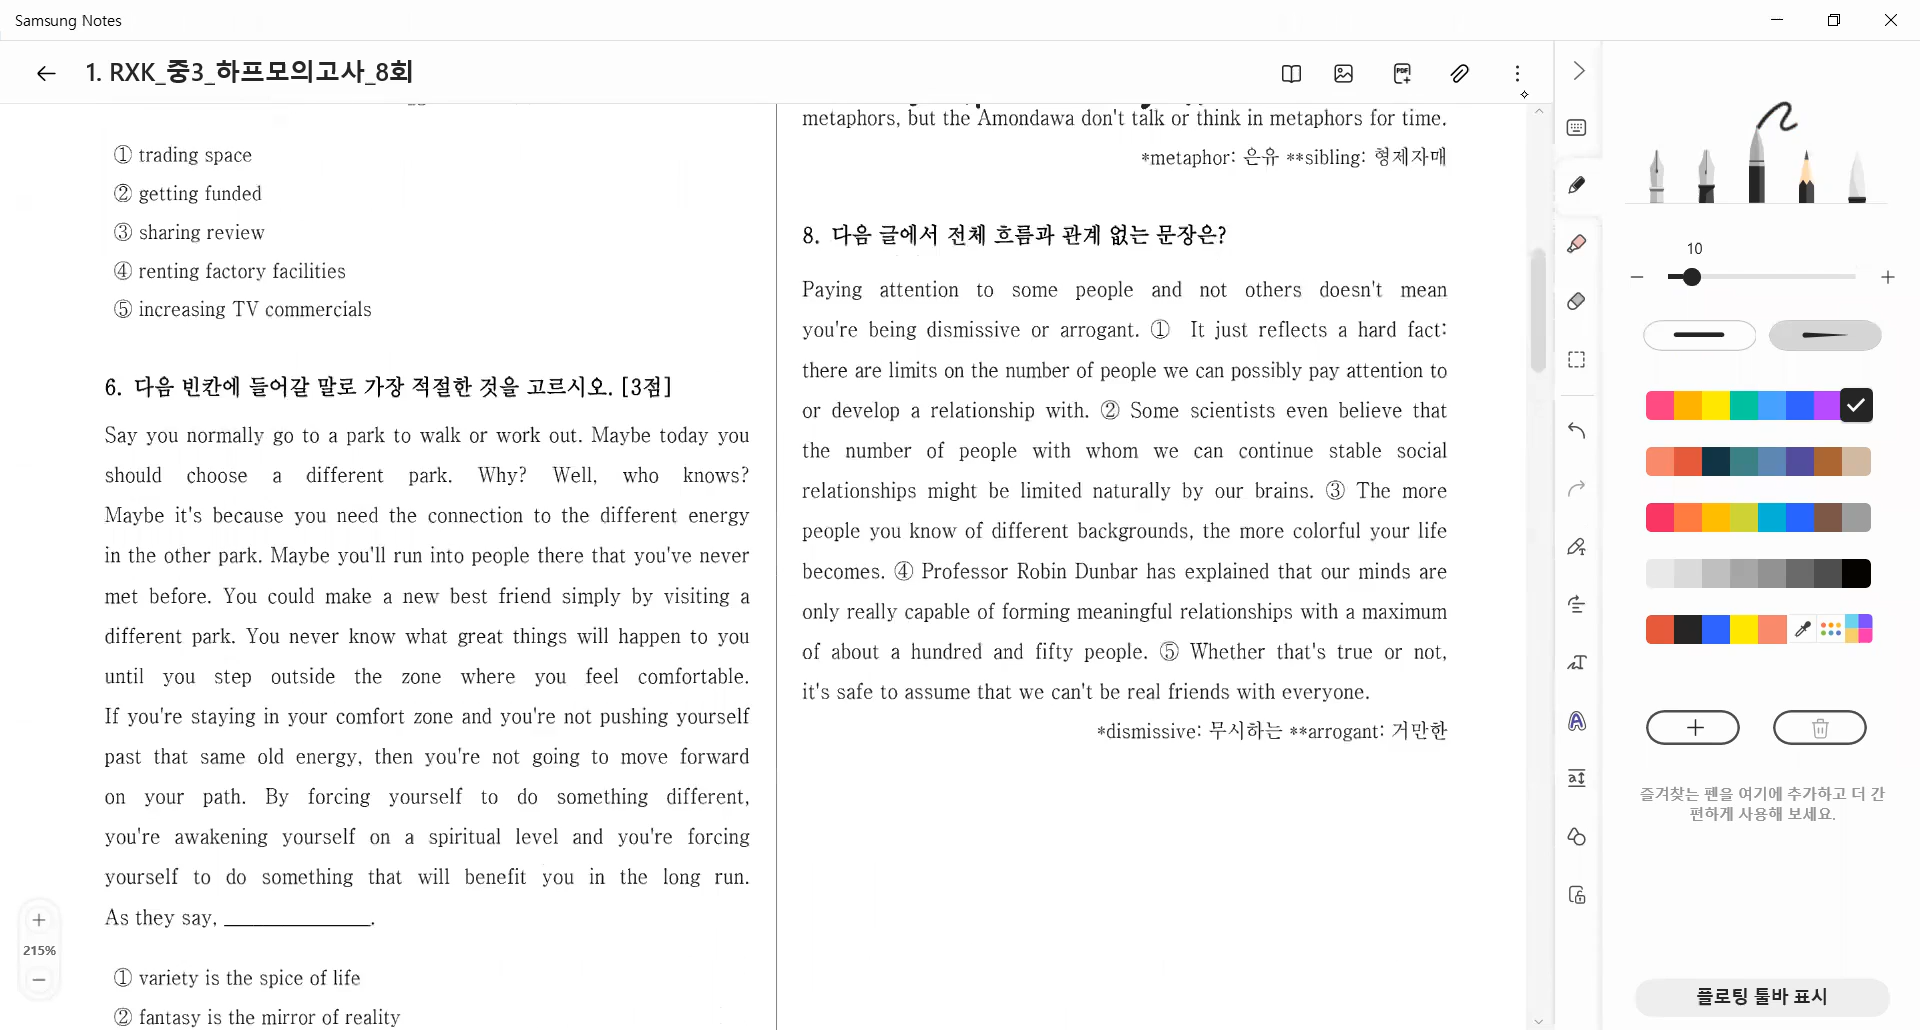 Samsung Notes
1. RXK_중3_하프모의고사_8회
① trading space
② getting funded
③ sharing review
④ renting factory facilities
⑤ increasing TV commercials
6. 다음 빈칸에 들어갈 말로 가장 적절한 것을 고르시오. [3점]
Say you normally go to a park to walk or work out. Maybe today you
should choose a different park. Why? Well, who knows?
Maybe it's because you need the connection to the different energy
in the other park. Maybe you'll run into people there that you've never
met before. You could make a new best friend simply by visiting a
different park. You never know what great things will happen to you
until you step outside the zone where you feel comfortable.
If you're staying in your comfort zone and you're not pushing yourself
past that same old energy, then you're not going to move forward
on your path. By forcing yourself to do something different,
you're awakening yourself on a spiritual level and you're forcing
yourself to do something that will benefit you in the long run.
As they say, ______________.
① variety is the spice of life
② fantasy is the mirror of reality
metaphors, but the Amondawa don't talk or think in metaphors for time.
*metaphor: 은유 **sibling: 형제자매
8. 다음 글에서 전체 흐름과 관계 없는 문장은?
Paying attention to some people and not others doesn't mean
you're being dismissive or arrogant. ① It just reflects a hard fact:
there are limits on the number of people we can possibly pay attention to
or develop a relationship with. ② Some scientists even believe that
the number of people with whom we can continue stable social
relationships might be limited naturally by our brains. ③ The more
people you know of different backgrounds, the more colorful your life
becomes. ④ Professor Robin Dunbar has explained that our minds are
only really capable of forming meaningful relationships with a maximum
of about a hundred and fifty people. ⑤ Whether that's true or not,
it's safe to assume that we can't be real friends with everyone.
*dismissive: 무시하는 **arrogant: 거만한
215%
PDF
10
즐겨찾는 펜을 여기에 추가하고 더 간
편하게 사용해 보세요.
플로팅 툴바 표시